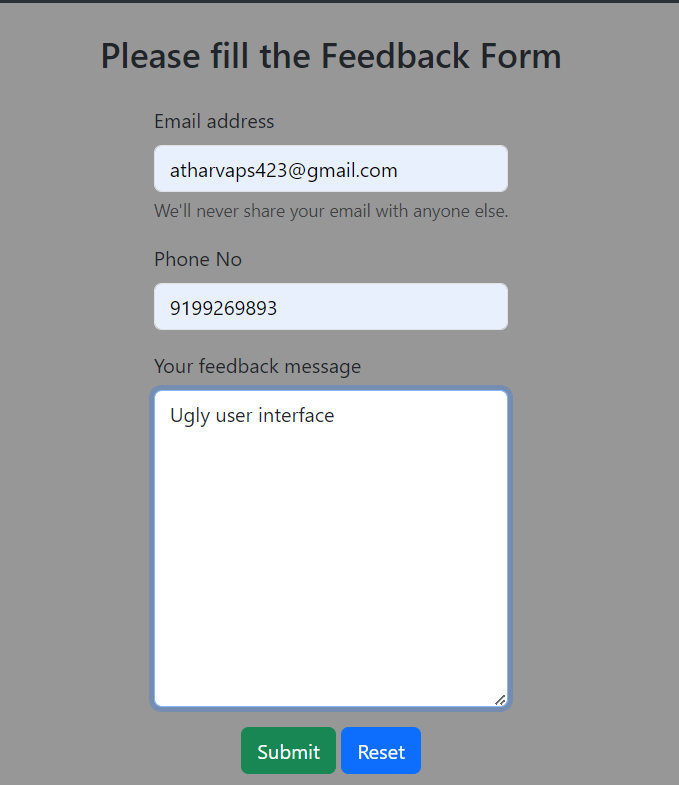 Please fill the Feedback Form
Email address
atharvaps423@gmail.com
We'll never share your email with anyone else.
Phone No
9199269893
Your feedback message
Ugly user interface
Submit Reset